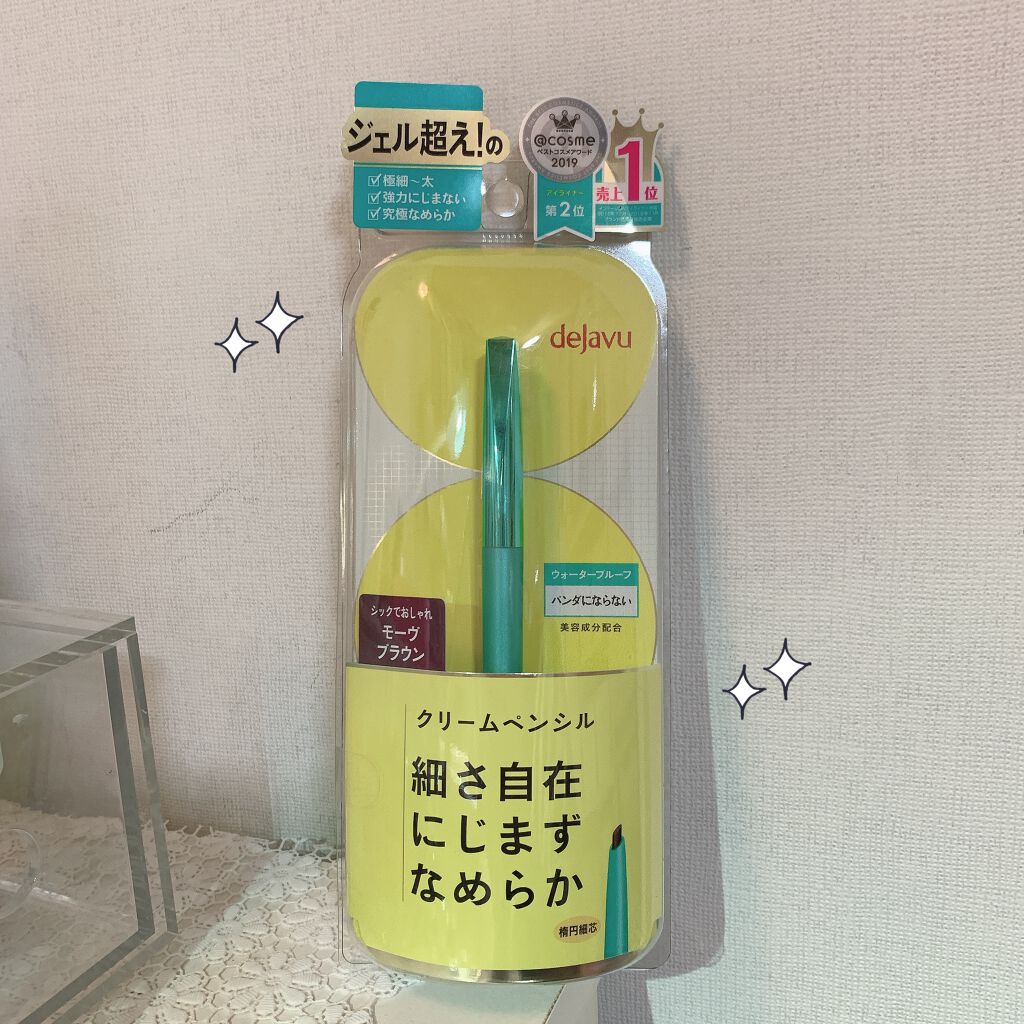 ジェル超え!の
極細~太
強力にじまない
究極なめらか
@cosme
ベストコスメアワード
2019
アイライナー
第2位
売上1位
dejavu
ウォータープルーフ
パンダにならない
美容成分配合
シックでおしゃれ
モーヴ
ブラウン
クリームペンシル
細さ自在
にじまず
なめらか
楕円細芯